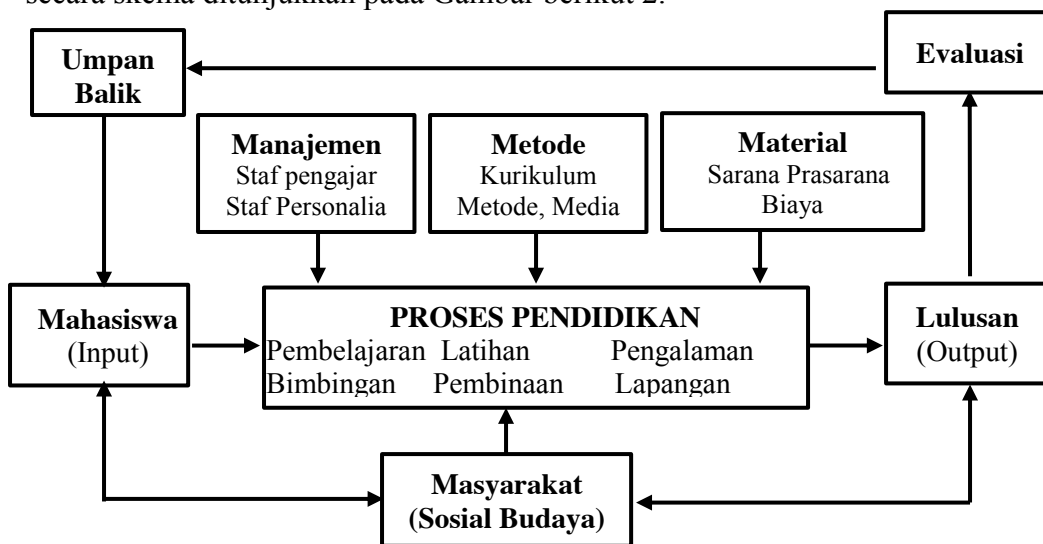 secara skema ditunjukkan pada Gambar berikut 2.
Umpan
Balik
Evaluasi
Manajemen
Staf pengajar
Staf Personalia
Metode
Kurikulum
Metode, Media
Material
Sarana Prasarana
Biaya
Mahasiswa
(Input)
PROSES PENDIDIKAN
Pembelajaran Latihan Pengalaman
Bimbingan Pembinaan Lapangan
Lulusan
(Output)
Masyarakat
(Sosial Budaya)